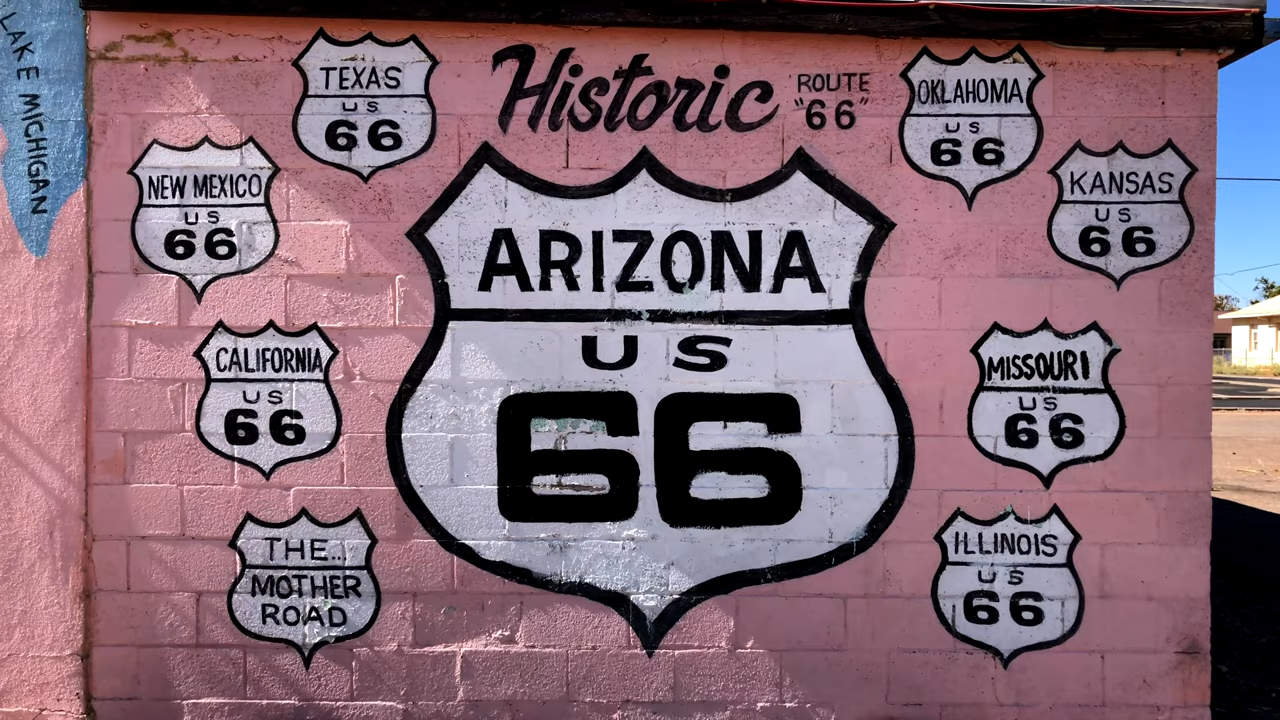 LAKE MICHIGAN
Historic
ROUTE
"66"
TEXAS
US
66
OKLAHOMA
US
66
NEW MEXICO
US
66
KANSAS
US
66
ARIZONA
US
66
CALIFORNIA
US
66
MISSOURI
US
66
THE...
MOTHER
ROAD
ILLINOIS
US
66